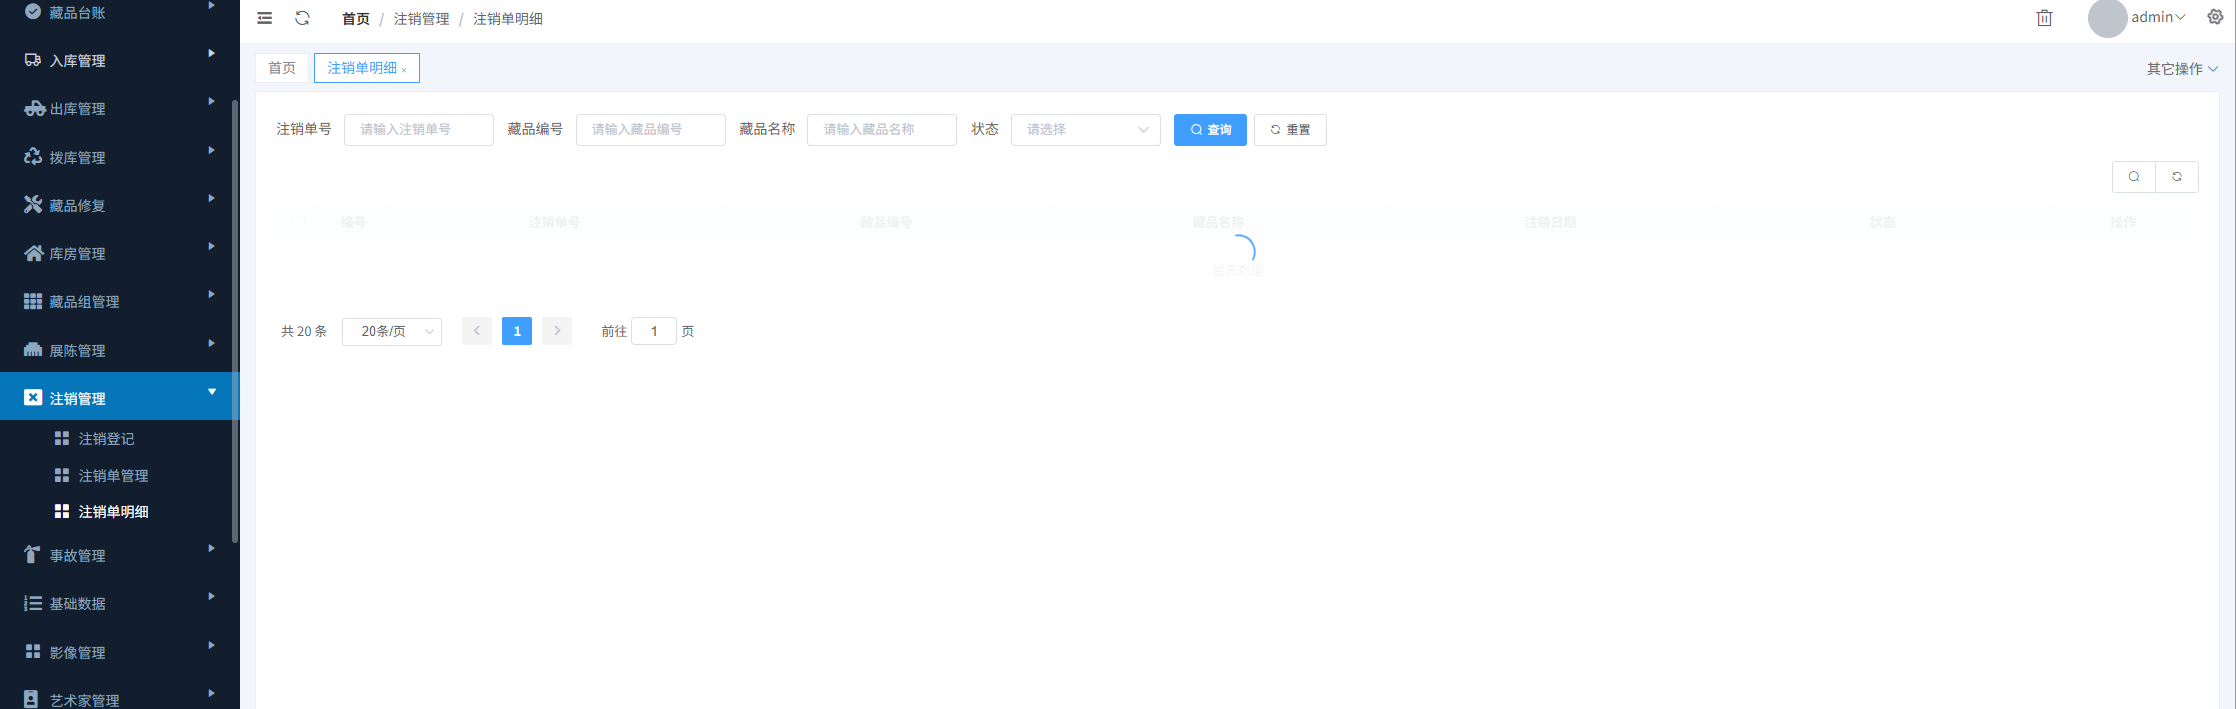 藏品台账
入库管理
出库管理
拨库管理
藏品修复
库房管理
藏品组管理
展陈管理
注销管理
注销登记
注销单管理
注销单明细
事故管理
基础数据
影像管理
艺术家管理
首页 / 注销管理 / 注销单明细
admin
首页
注销单明细 ×
其它操作
注销单号 请输入注销单号 藏品编号 请输入藏品编号 藏品名称 请输入藏品名称 状态 请选择 查询 重置
编号 注销单号 藏品编号 藏品名称 注销日期 状态 操作
暂无数据
共 20 条 20条/页 1 前往 1 页